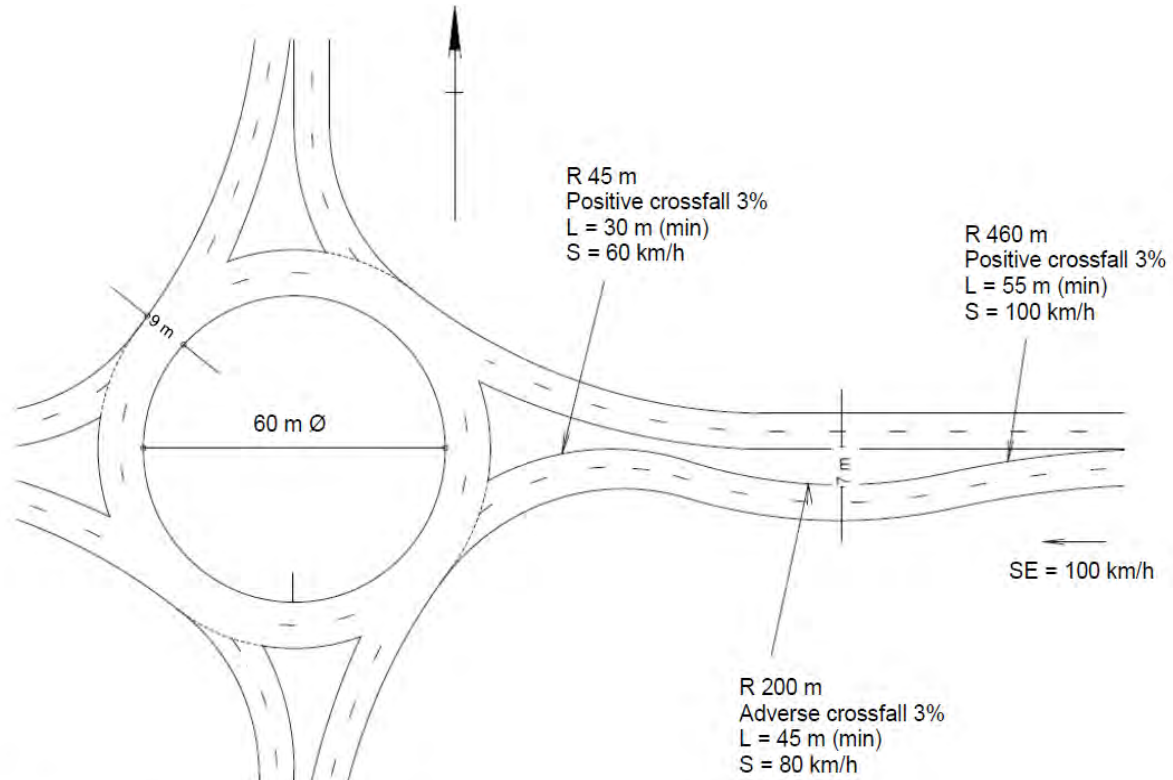 R 45 m
Positive crossfall 3%
L = 30 m (min)
S = 60 km/h
R 460 m
Positive crossfall 3%
L = 55 m (min)
S = 100 km/h
9 m
60 m Ø
7 m
SE = 100 km/h
R 200 m
Adverse crossfall 3%
L = 45 m (min)
S = 80 km/h